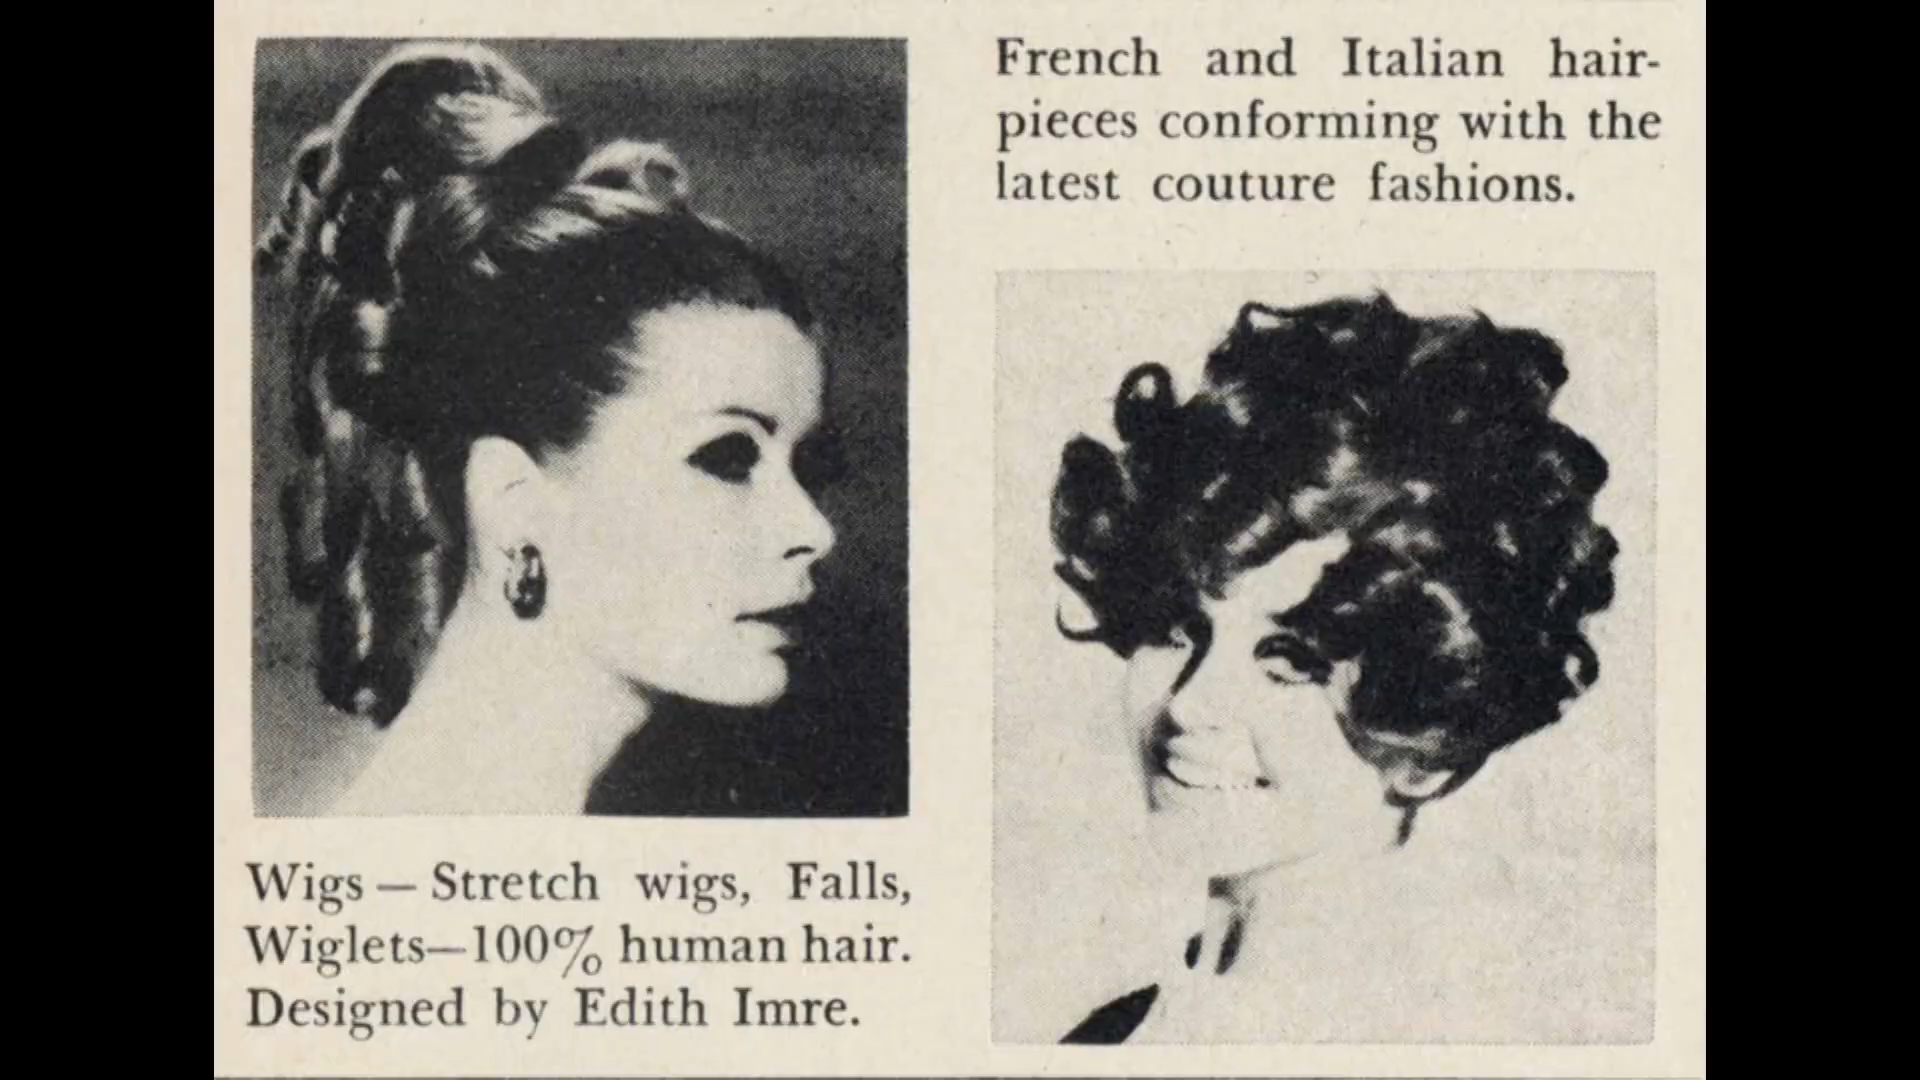 French and Italian hair-
pieces conforming with the
latest couture fashions.
Wigs — Stretch wigs, Falls,
Wiglets—100% human hair.
Designed by Edith Imre.